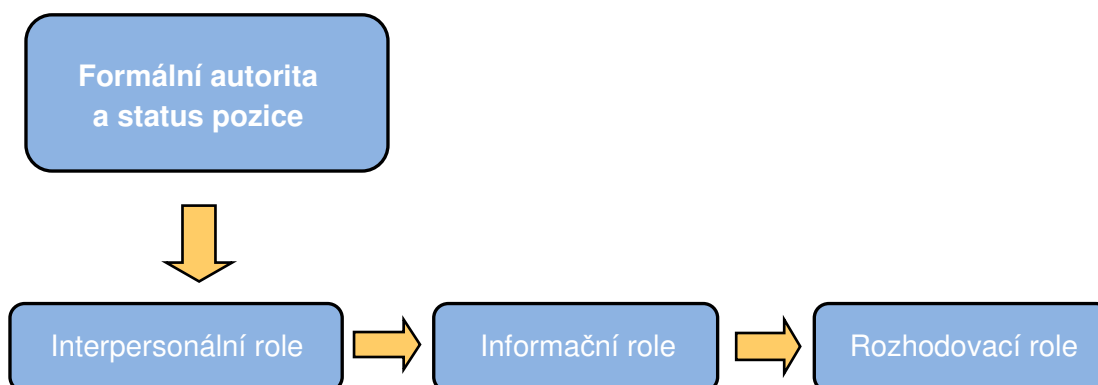 Formální autorita
a status pozice
Interpersonální role
Informační role
Rozhodovací role